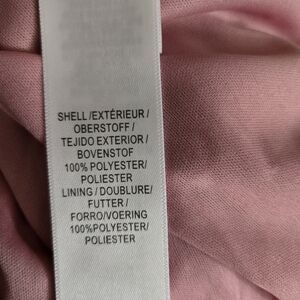 SHELL/EXTÉRIEUR/
OBERSTOFF/
TEJIDO EXTERIOR/
BOVENSTOF
100% POLYESTER/
POLIESTER
LINING/DOUBLURE/
FUTTER/
FORRO/VOERING
100%POLYESTER/
POLIESTER